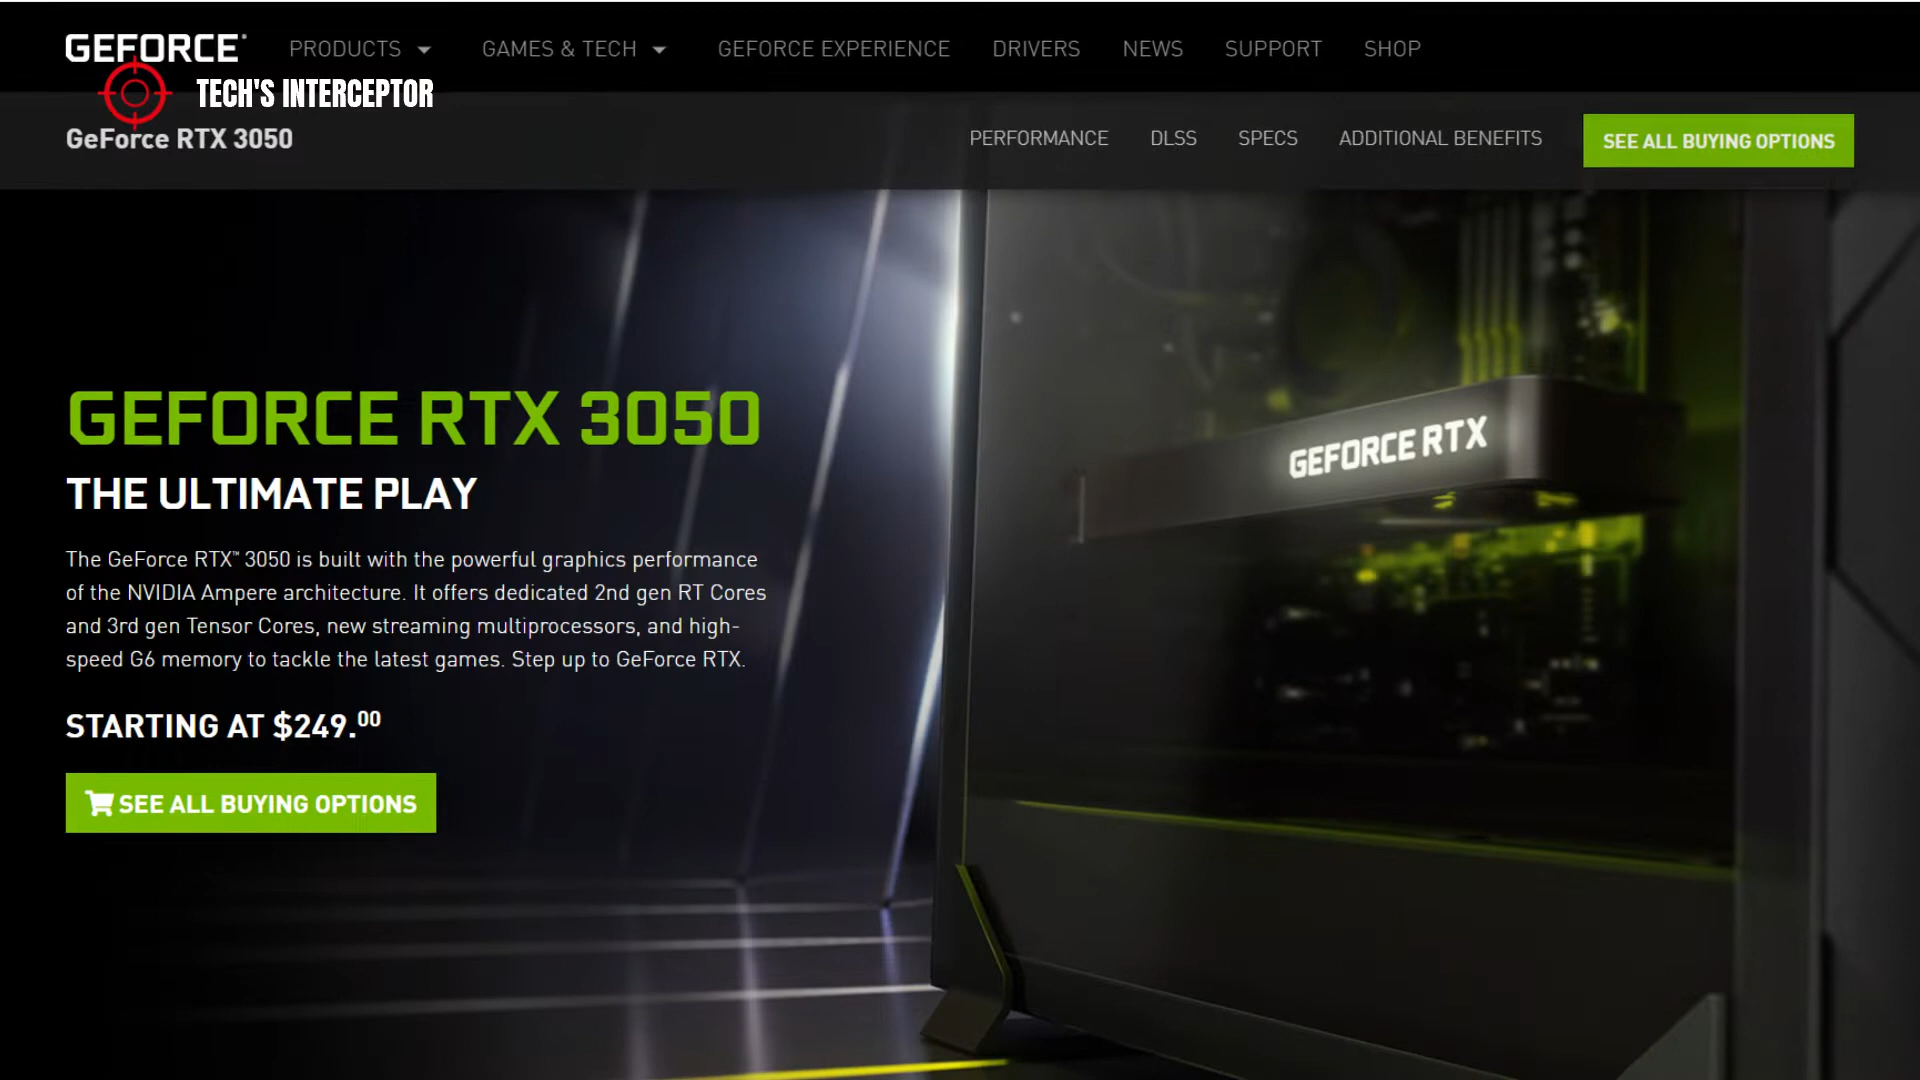 GEFORCE
PRODUCTS GAMES & TECH GEFORCE EXPERIENCE DRIVERS NEWS SUPPORT SHOP
TECH'S INTERCEPTOR
GeForce RTX 3050
PERFORMANCE DLSS SPECS ADDITIONAL BENEFITS SEE ALL BUYING OPTIONS
GEFORCE RTX
GEFORCE RTX 3050
THE ULTIMATE PLAY
The GeForce RTX™ 3050 is built with the powerful graphics performance
of the NVIDIA Ampere architecture. It offers dedicated 2nd gen RT Cores
and 3rd gen Tensor Cores, new streaming multiprocessors, and high-
speed G6 memory to tackle the latest games. Step up to GeForce RTX.
STARTING AT $249.00
SEE ALL BUYING OPTIONS